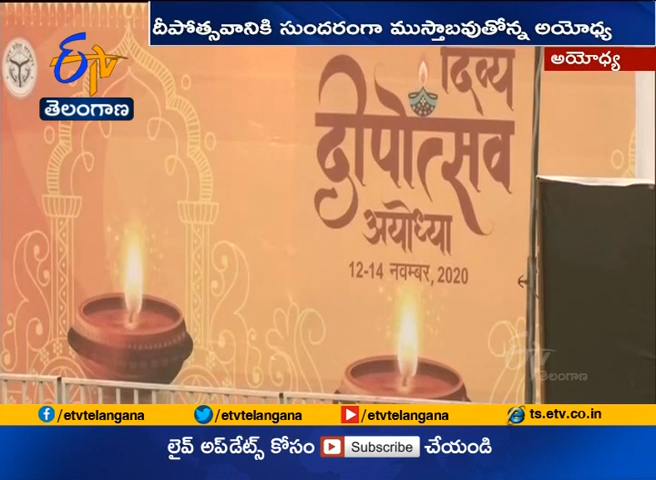 దీపోత్సవానికి సుందరంగా ముస్తాబవుతోన్న అయోధ్య
అయోధ్య
ETV
తెలంగాణ
दिव्य
दीपोत्सव
अयोध्या
12-14 नवम्बर, 2020
ETV
తెలంగాణ
/etvtelangana /etvtelangana /etvtelangana ts.etv.co.in
లైవ్ అప్‌డేట్స్ కోసం Subscribe చేయండి